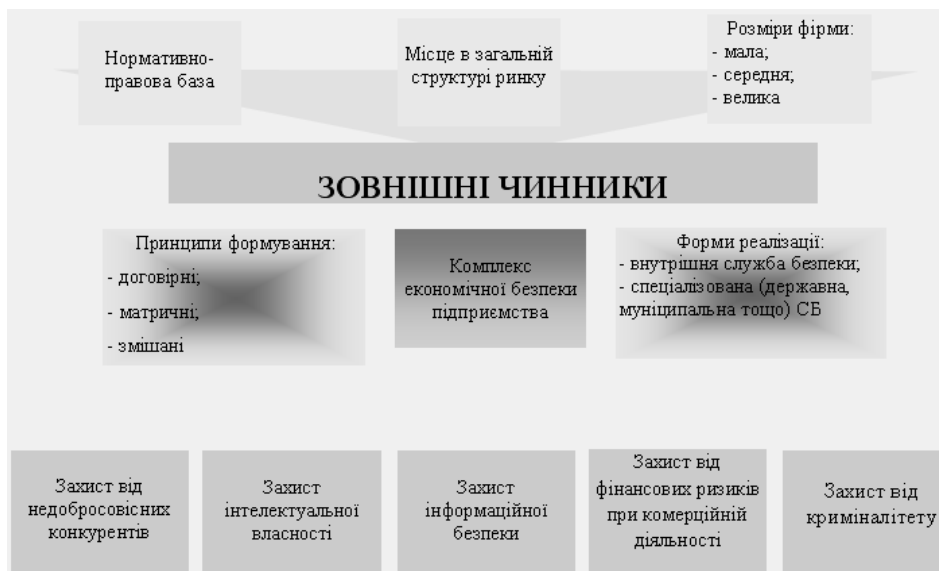 Нормативно-
правова база
Місце в загальній
структурі ринку
Розміри фірми:
- мала;
- середня;
- велика
ЗОВНІШНІ ЧИННИКИ
Принципи формування:
- договірні;
- матричні;
- змішані
Комплекс
економічної безпеки
підприємства
Форми реалізації:
- внутрішня служба безпеки;
- спеціалізована (державна,
муніципальна тощо) СБ
Захист від
недобросовісних
конкурентів
Захист
інтелектуальної
власності
Захист
інформаційної
безпеки
Захист від
фінансових ризиків
при комерційній
діяльності
Захист від
криміналітету